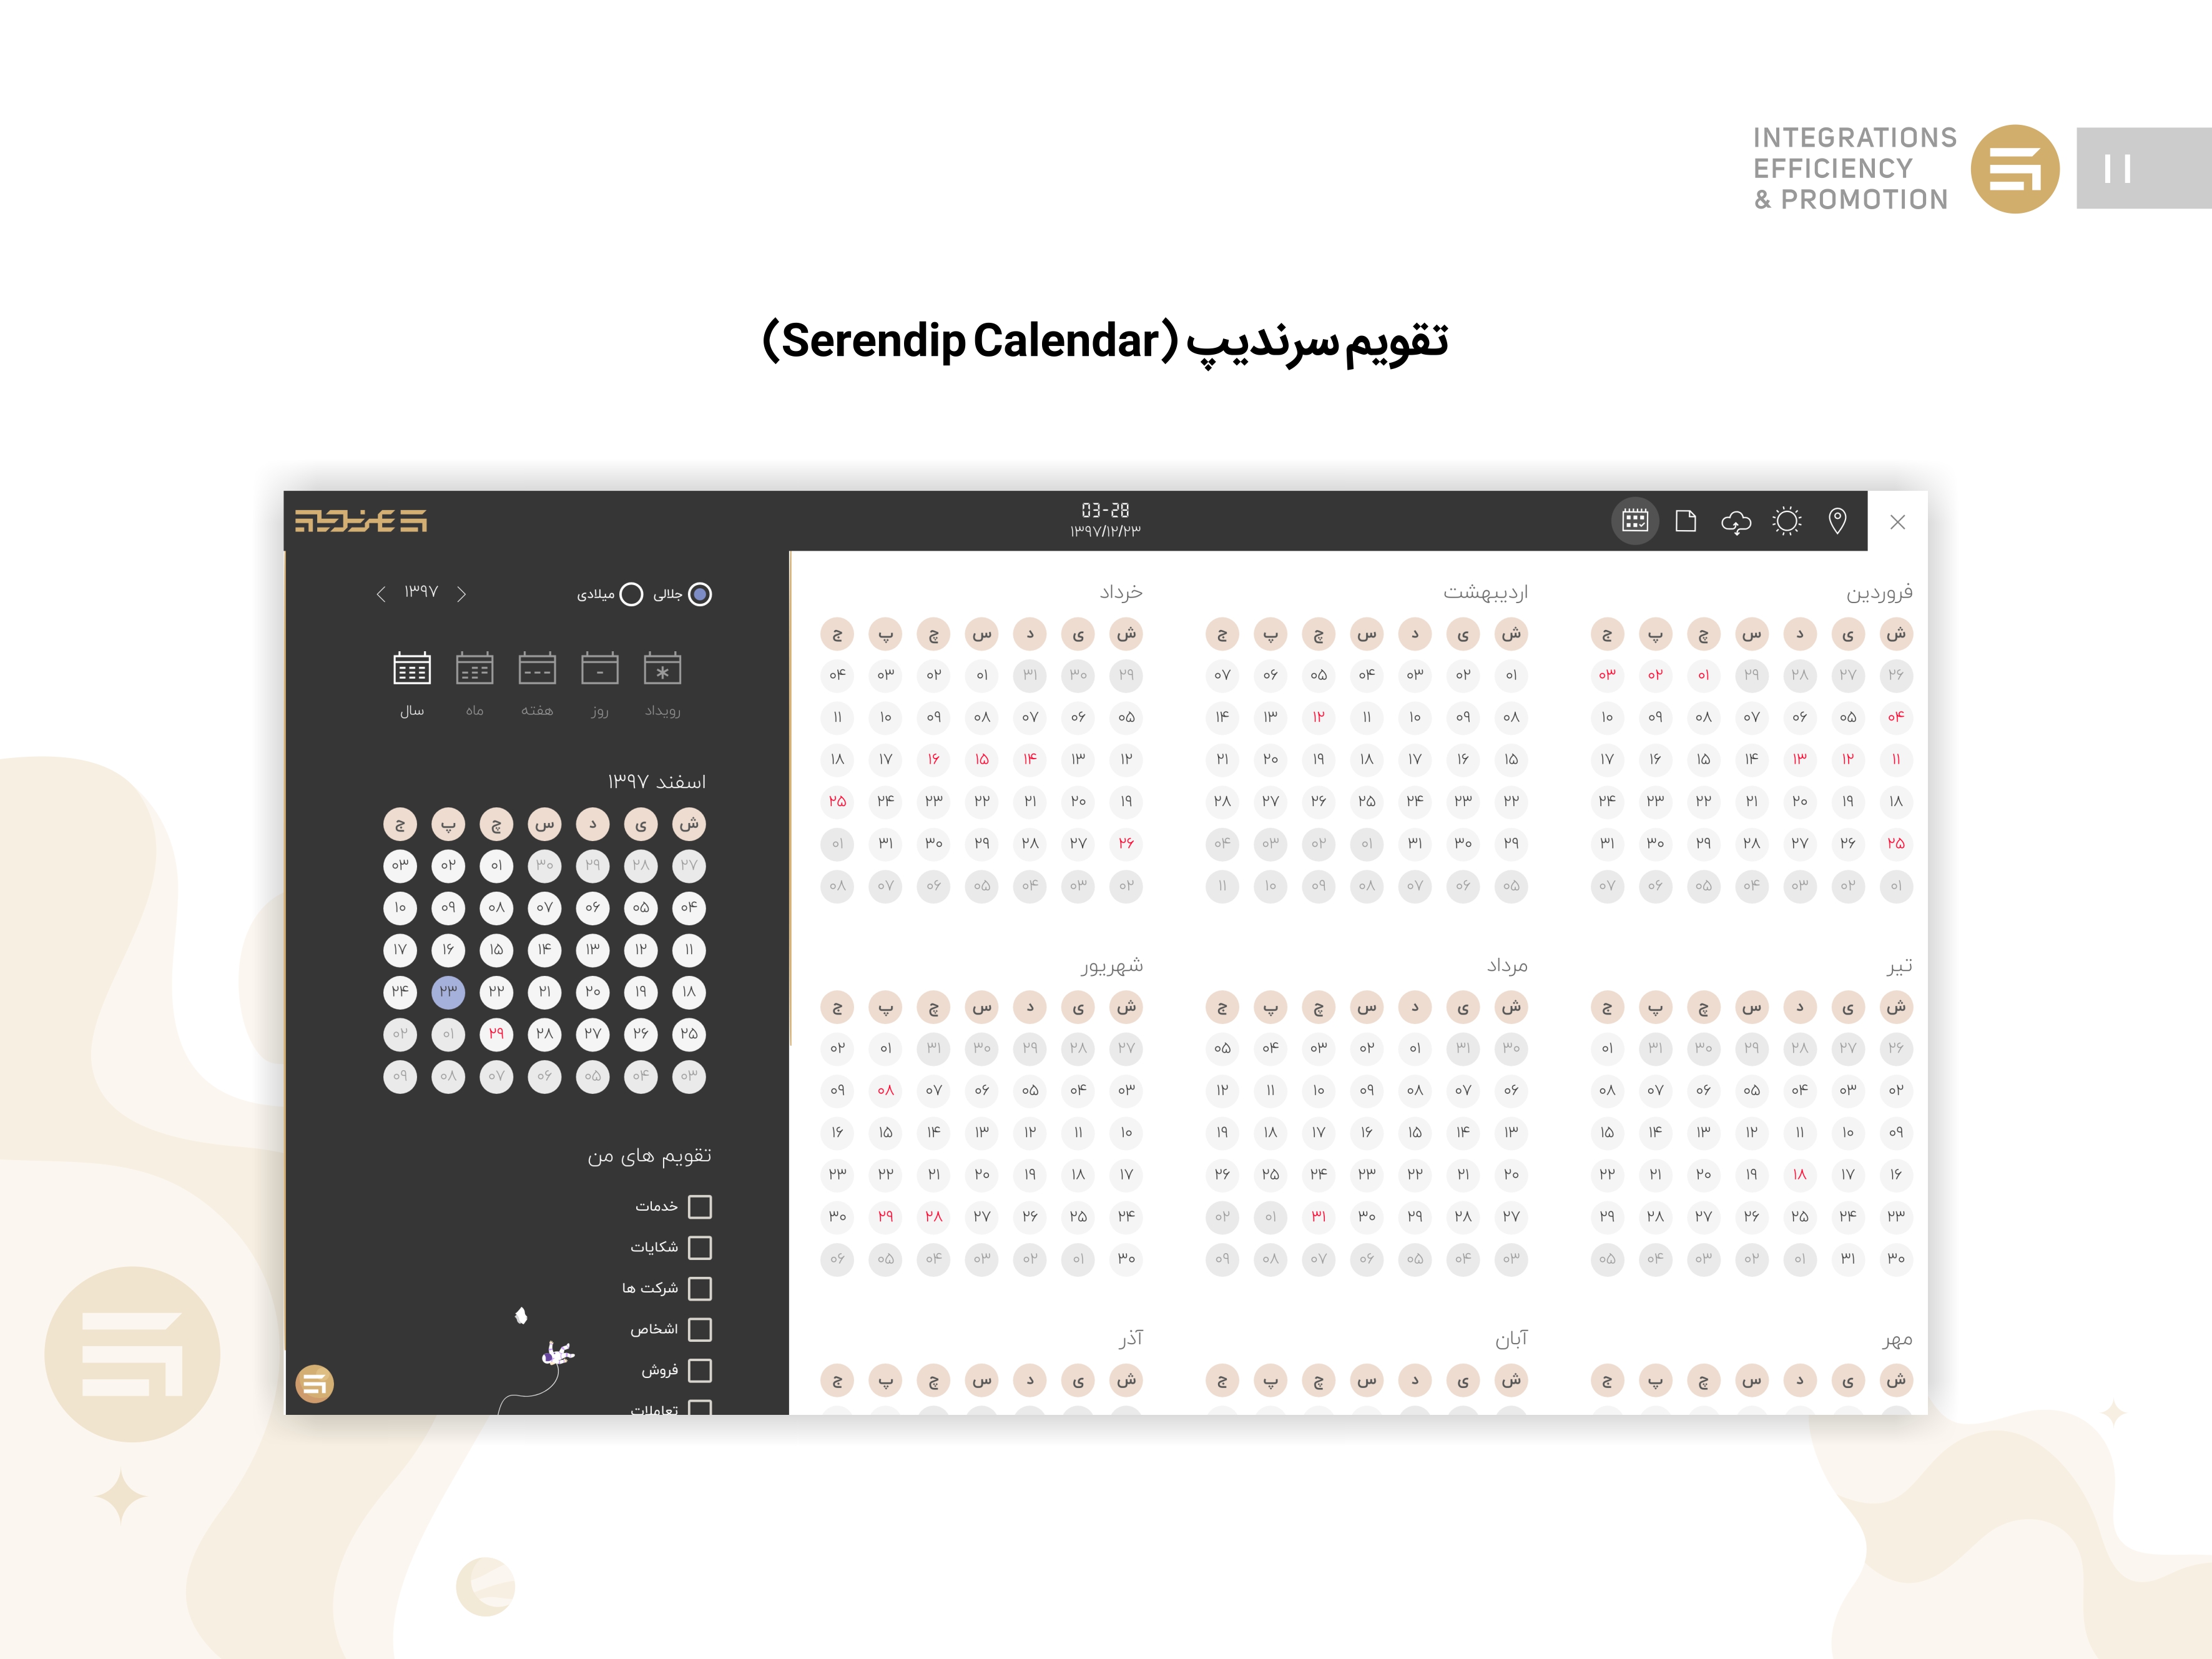 INTEGRATIONS
EFFICIENCY
& PROMOTION
11
تقویم سرندیپ (Serendip Calendar)
03-28
۱۳۹۷/۱۲/۲۳
فروردین
ش ی د س چ پ ج
۲۶ ۲۷ ۲۸ ۲۹ ۰۱ ۰۲ ۰۳
۰۴ ۰۵ ۰۶ ۰۷ ۰۸ ۰۹ ۱۰
۱۱ ۱۲ ۱۳ ۱۴ ۱۵ ۱۶ ۱۷
۱۸ ۱۹ ۲۰ ۲۱ ۲۲ ۲۳ ۲۴
۲۵ ۲۶ ۲۷ ۲۸ ۲۹ ۳۰ ۳۱
۰۱ ۰۲ ۰۳ ۰۴ ۰۵ ۰۶ ۰۷
اردیبهشت
ش ی د س چ پ ج
۰۱ ۰۲ ۰۳ ۰۴ ۰۵ ۰۶ ۰۷
۰۸ ۰۹ ۱۰ ۱۱ ۱۲ ۱۳ ۱۴
۱۵ ۱۶ ۱۷ ۱۸ ۱۹ ۲۰ ۲۱
۲۲ ۲۳ ۲۴ ۲۵ ۲۶ ۲۷ ۲۸
۲۹ ۳۰ ۳۱ ۰۱ ۰۲ ۰۳ ۰۴
۰۵ ۰۶ ۰۷ ۰۸ ۰۹ ۱۰ ۱۱
خرداد
ش ی د س چ پ ج
۲۹ ۳۰ ۳۱ ۰۱ ۰۲ ۰۳ ۰۴
۰۵ ۰۶ ۰۷ ۰۸ ۰۹ ۱۰ ۱۱
۱۲ ۱۳ ۱۴ ۱۵ ۱۶ ۱۷ ۱۸
۱۹ ۲۰ ۲۱ ۲۲ ۲۳ ۲۴ ۲۵
۲۶ ۲۷ ۲۸ ۲۹ ۳۰ ۳۱ ۰۱
۰۲ ۰۳ ۰۴ ۰۵ ۰۶ ۰۷ ۰۸
تیر
ش ی د س چ پ ج
۲۶ ۲۷ ۲۸ ۲۹ ۳۰ ۳۱ ۰۱
۰۲ ۰۳ ۰۴ ۰۵ ۰۶ ۰۷ ۰۸
۰۹ ۱۰ ۱۱ ۱۲ ۱۳ ۱۴ ۱۵
۱۶ ۱۷ ۱۸ ۱۹ ۲۰ ۲۱ ۲۲
۲۳ ۲۴ ۲۵ ۲۶ ۲۷ ۲۸ ۲۹
۳۰ ۳۱ ۰۱ ۰۲ ۰۳ ۰۴ ۰۵
مرداد
ش ی د س چ پ ج
۳۰ ۳۱ ۰۱ ۰۲ ۰۳ ۰۴ ۰۵
۰۶ ۰۷ ۰۸ ۰۹ ۱۰ ۱۱ ۱۲
۱۳ ۱۴ ۱۵ ۱۶ ۱۷ ۱۸ ۱۹
۲۰ ۲۱ ۲۲ ۲۳ ۲۴ ۲۵ ۲۶
۲۷ ۲۸ ۲۹ ۳۰ ۳۱ ۰۱ ۰۲
۰۳ ۰۴ ۰۵ ۰۶ ۰۷ ۰۸ ۰۹
شهریور
ش ی د س چ پ ج
۲۷ ۲۸ ۲۹ ۳۰ ۳۱ ۰۱ ۰۲
۰۳ ۰۴ ۰۵ ۰۶ ۰۷ ۰۸ ۰۹
۱۰ ۱۱ ۱۲ ۱۳ ۱۴ ۱۵ ۱۶
۱۷ ۱۸ ۱۹ ۲۰ ۲۱ ۲۲ ۲۳
۲۴ ۲۵ ۲۶ ۲۷ ۲۸ ۲۹ ۳۰
۳۰ ۰۱ ۰۲ ۰۳ ۰۴ ۰۵ ۰۶
مهر
ش ی د س چ پ ج
آبان
ش ی د س چ پ ج
آذر
ش ی د س چ پ ج
جلالی میلادی ۱۳۹۷
رویداد روز هفته ماه سال
اسفند ۱۳۹۷
ش ی د س چ پ ج
۲۷ ۲۸ ۲۹ ۳۰ ۰۱ ۰۲ ۰۳
۰۴ ۰۵ ۰۶ ۰۷ ۰۸ ۰۹ ۱۰
۱۱ ۱۲ ۱۳ ۱۴ ۱۵ ۱۶ ۱۷
۱۸ ۱۹ ۲۰ ۲۱ ۲۲ ۲۳ ۲۴
۲۵ ۲۶ ۲۷ ۲۸ ۲۹ ۰۱ ۰۲
۰۳ ۰۴ ۰۵ ۰۶ ۰۷ ۰۸ ۰۹
تقویم های من
خدمات
شکایات
شرکت ها
اشخاص
فروش
تعاملات